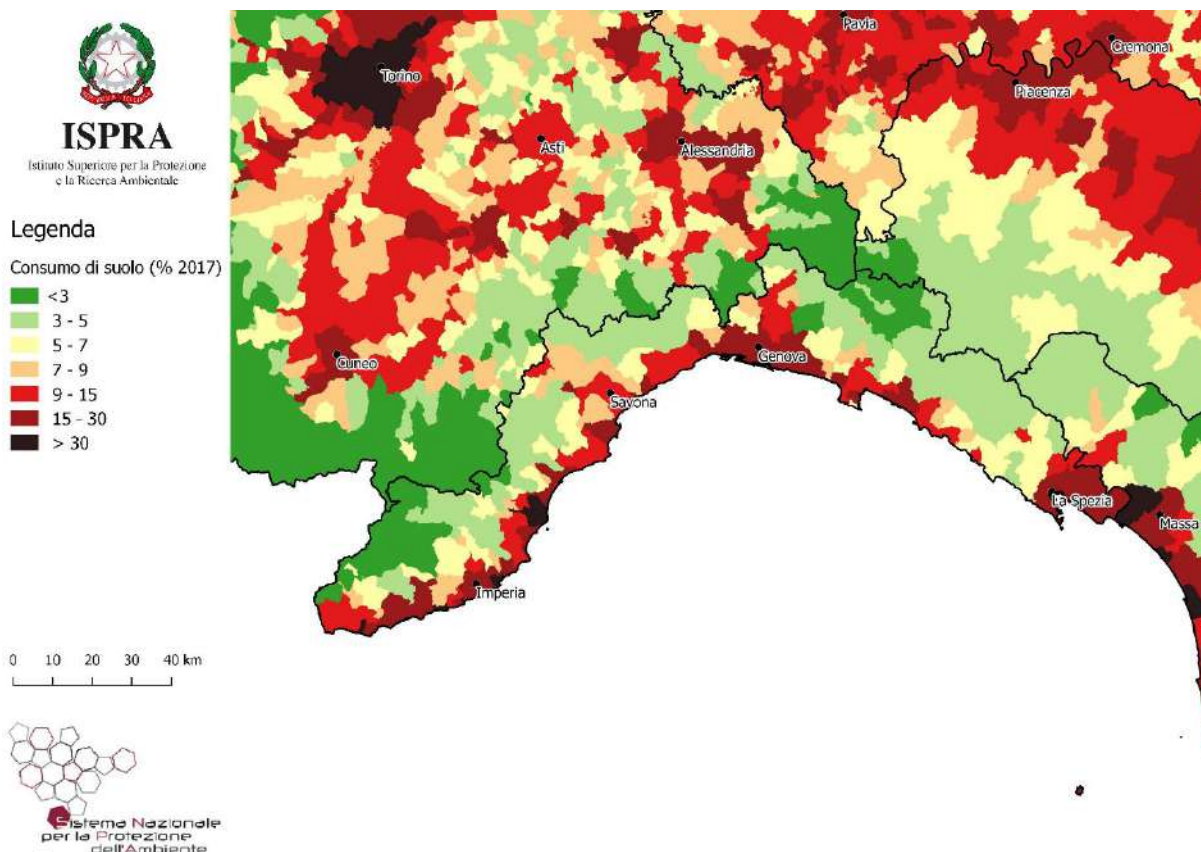 ISPRA
Istituto Superiore per la Protezione
e la Ricerca Ambientale
Legenda
Consumo di suolo (% 2017)
<3
3 - 5
5 - 7
7 - 9
9 - 15
15 - 30
> 30
0 10 20 30 40 km
Sistema Nazionale
per la Protezione
dell'Ambiente
Pavia
Cremona
Torino
Piacenza
Asti
Alessandria
Cuneo
Genova
Savona
La Spezia
Massa
Imperia